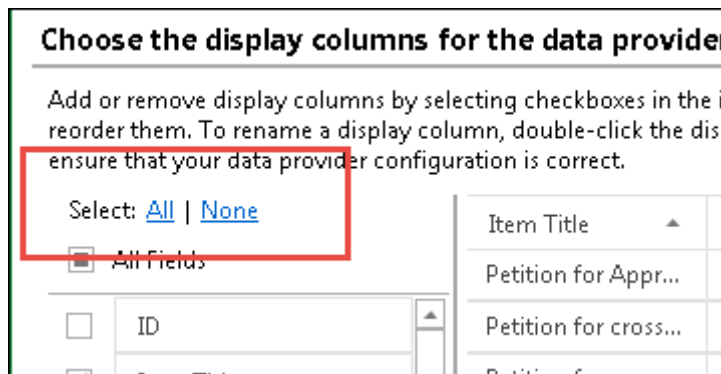 Choose the display columns for the data provider
Add or remove display columns by selecting checkboxes in the
reorder them. To rename a display column, double-click the dis
ensure that your data provider configuration is correct.
Select: All | None
Item Title
All Fields
Petition for Appr...
ID
Petition for cross...